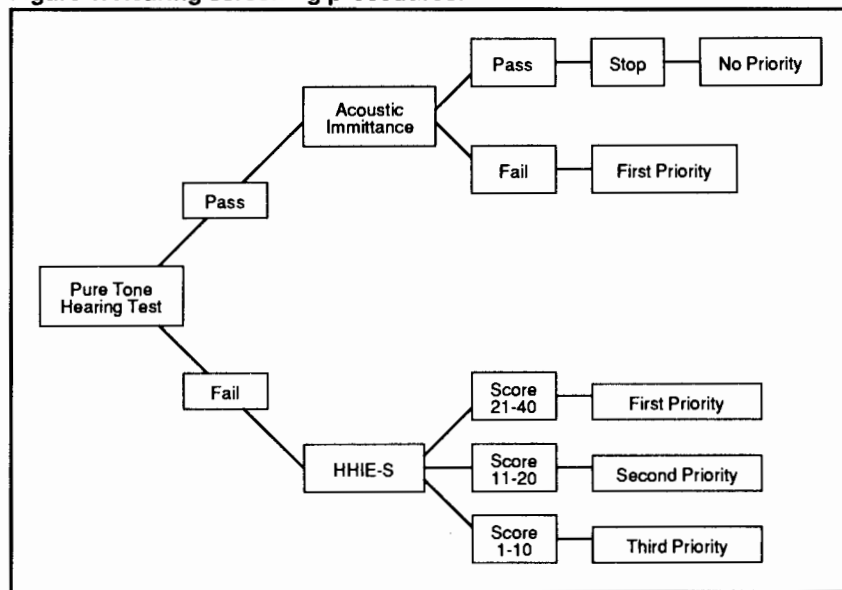 Pass
Stop
No Priority
Acoustic
Immittance
Fail
First Priority
Pass
Pure Tone
Hearing Test
Fail
Score
21-40
First Priority
HHIE-S
Score
11-20
Second Priority
Score
1-10
Third Priority